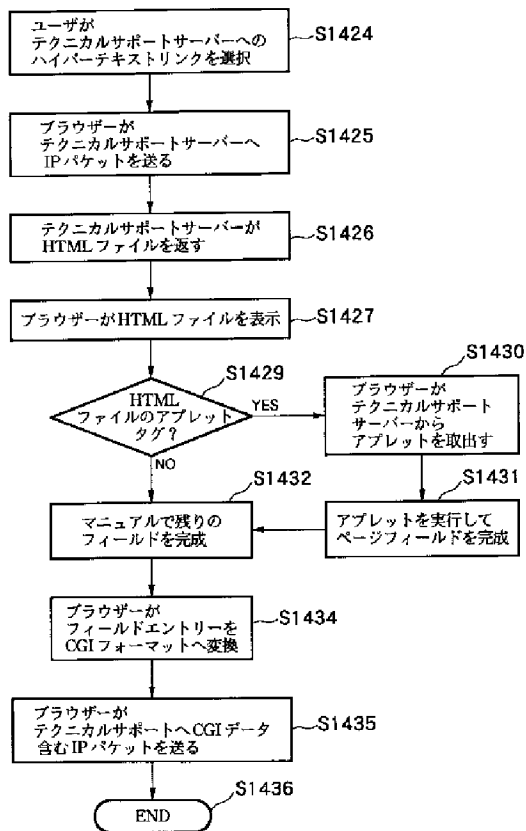 ユーザが
テクニカルサポートサーバーへの
ハイパーテキストリンクを選択
S1424
ブラウザーが
テクニカルサポートサーバーへ
IPパケットを送る
S1425
テクニカルサポートサーバーが
HTMLファイルを返す
S1426
ブラウザーがHTMLファイルを表示
S1427
S1429
HTML
ファイルのアプレット
タグ？
YES
NO
S1430
ブラウザーが
テクニカルサポート
サーバーから
アプレットを取出す
S1431
アプレットを実行して
ページフィールドを完成
S1432
マニュアルで残りの
フィールドを完成
ブラウザーが
フィールドエントリーを
CGIフォーマットへ変換
S1434
ブラウザーが
テクニカルサポートへCGIデータ
含むIPパケットを送る
S1435
S1436
END